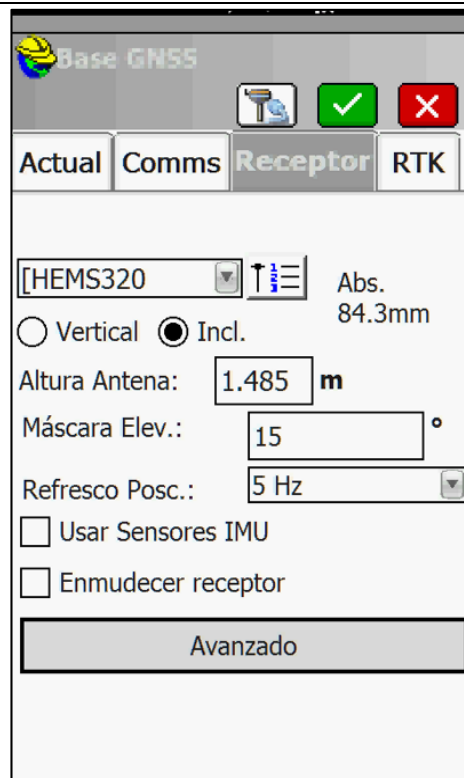 Base GNSS
Actual Comms Receptor RTK
[HEMS320
Abs.
84.3mm
Vertical Incl.
Altura Antena: 1.485 m
Máscara Elev.: 15 °
Refresco Posc.: 5 Hz
Usar Sensores IMU
Enmudecer receptor
Avanzado